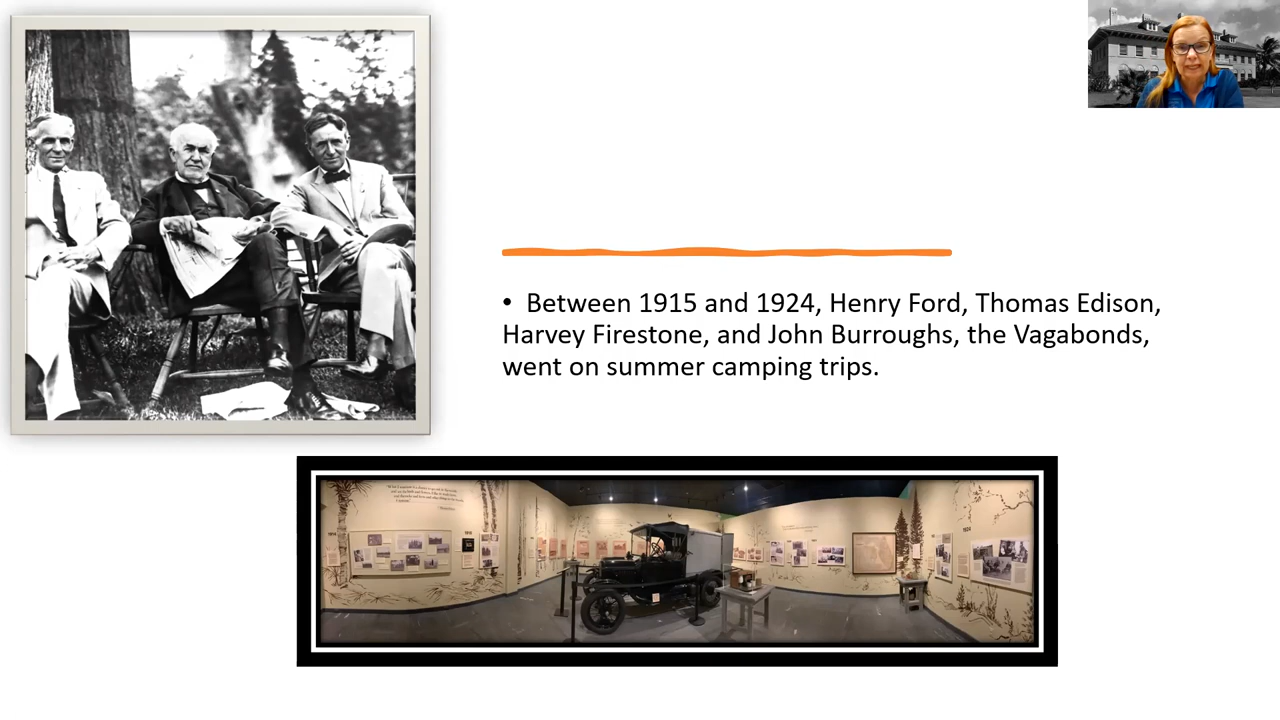 • Between 1915 and 1924, Henry Ford, Thomas Edison,
Harvey Firestone, and John Burroughs, the Vagabonds,
went on summer camping trips.